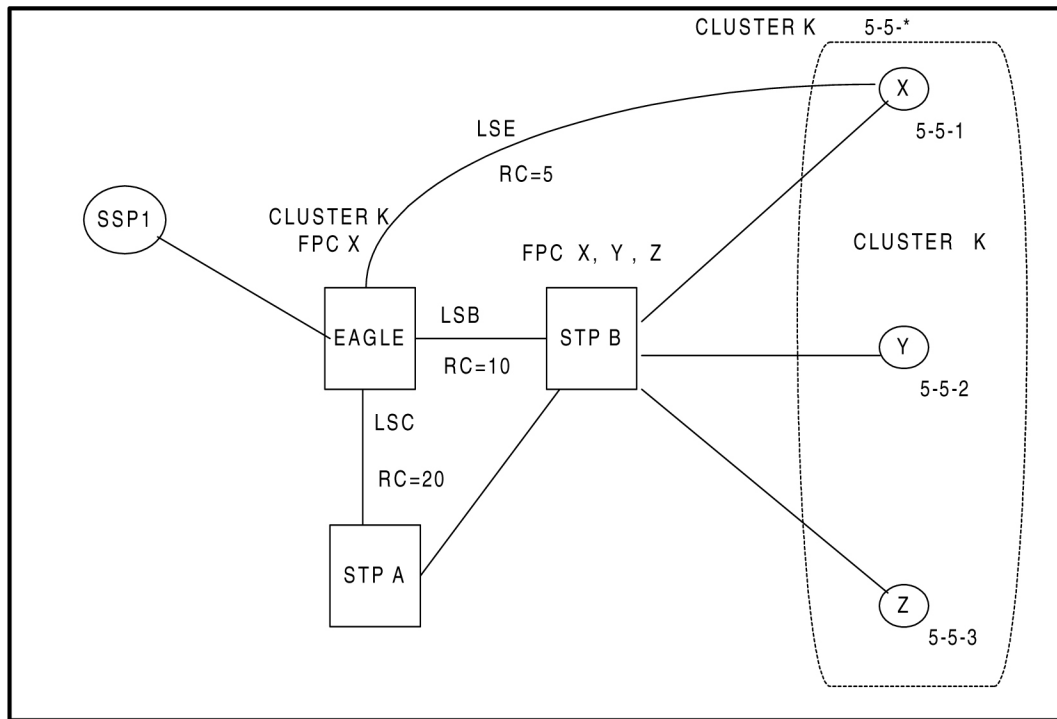 CLUSTER K 5-5-*
X
5-5-1
LSE
RC=5
SSP1
CLUSTER K
FPC X
FPC X, Y , Z
CLUSTER K
LSB
EAGLE
STP B
RC=10
Y
5-5-2
LSC
RC=20
STP A
Z
5-5-3